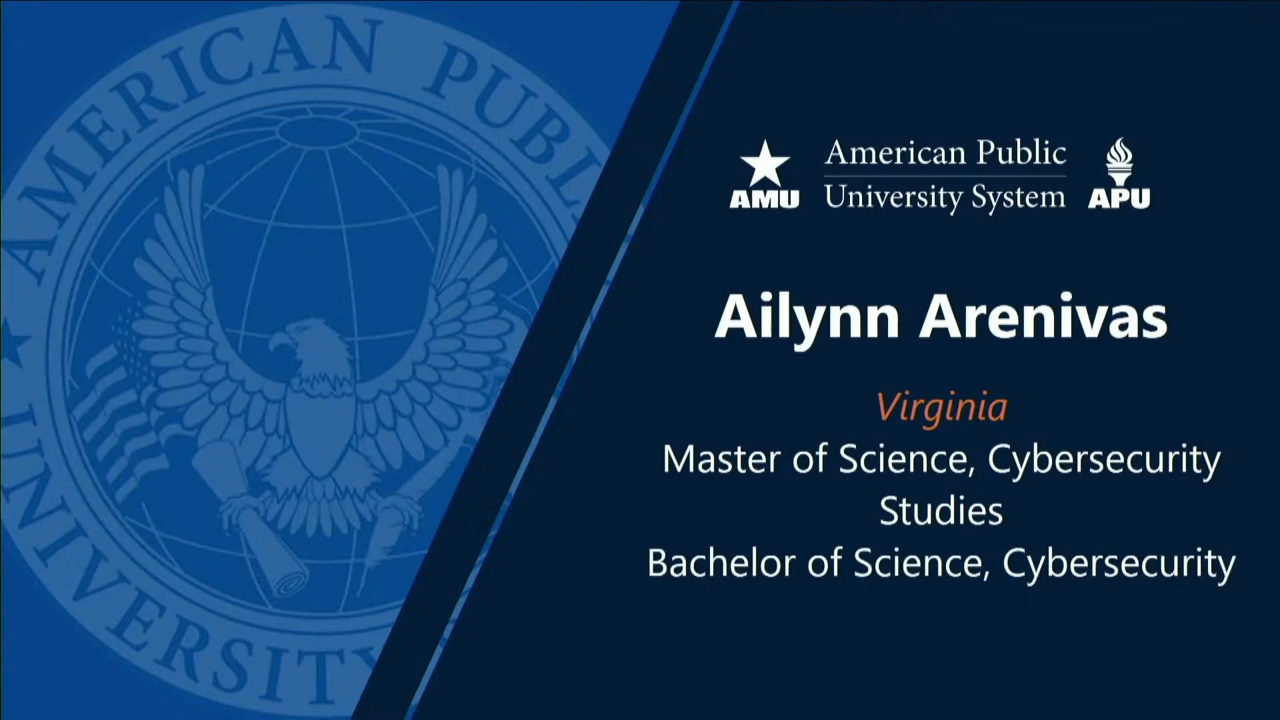 AMERICAN PUBLI
UNIVERSITY
American Public
University System
AMU
APU
Ailynn Arenivas
Virginia
Master of Science, Cybersecurity
Studies
Bachelor of Science, Cybersecurity